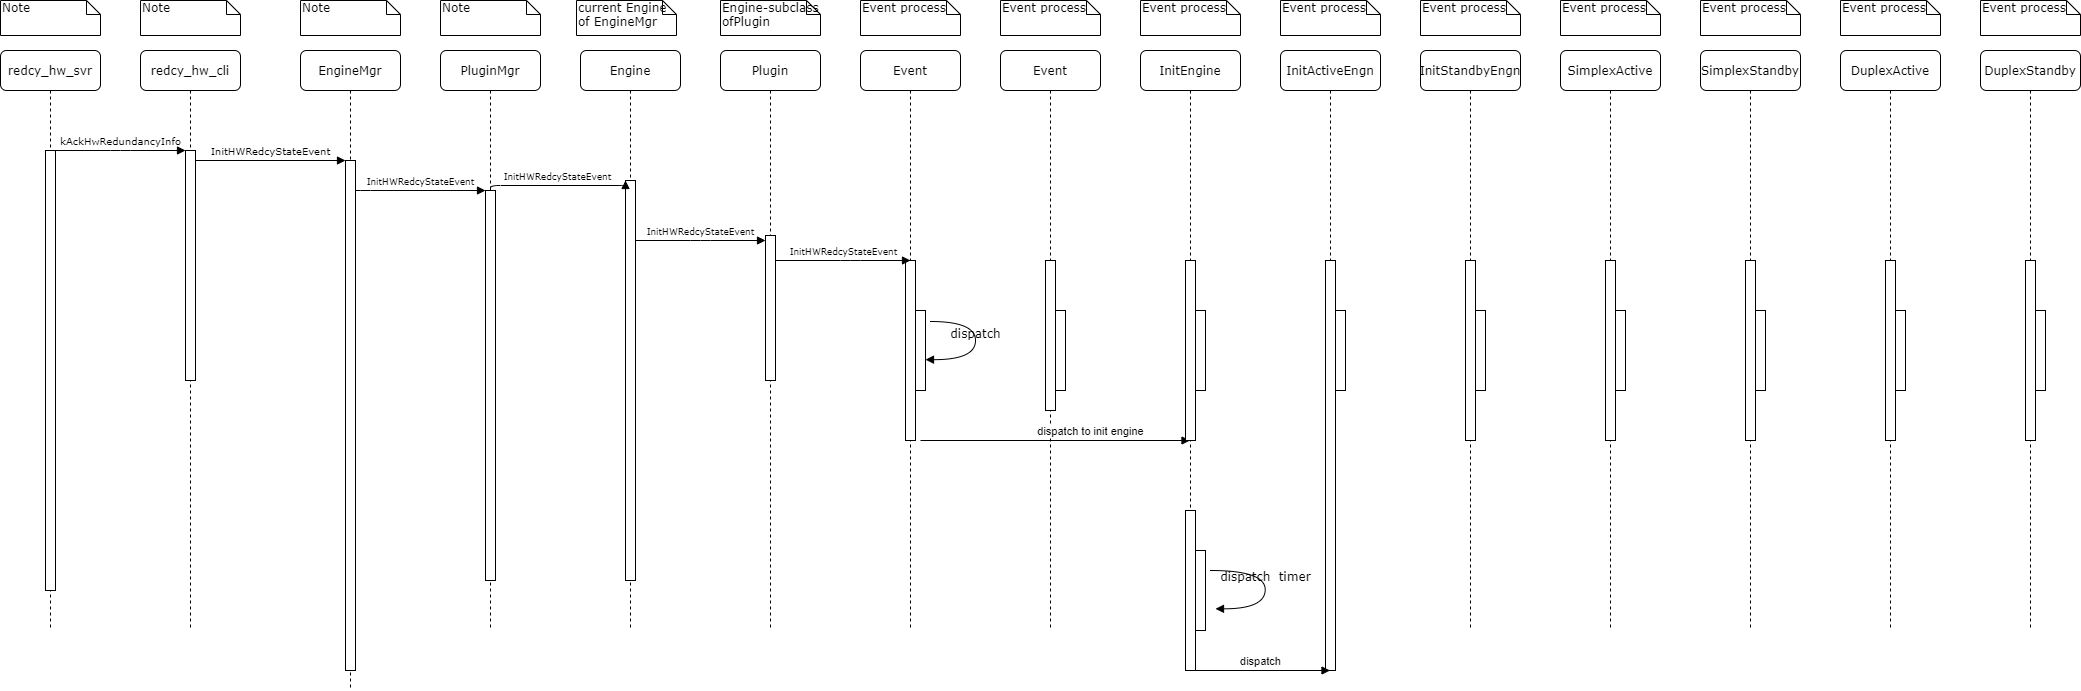 Note
Note
Note
Note
current Engine
of EngineMgr
Engine-subclass
ofPlugin
Event process
Event process
Event process
Event process
Event process
Event process
Event process
Event process
Event process
redcy_hw_svr
redcy_hw_cli
EngineMgr
PluginMgr
Engine
Plugin
Event
Event
InitEngine
InitActiveEngn
InitStandbyEngn
SimplexActive
SimplexStandby
DuplexActive
DuplexStandby
kAckHwRedundancyInfo
InitHWRedcyStateEvent
InitHWRedcyStateEvent
InitHWRedcyStateEvent
InitHWRedcyStateEvent
InitHWRedcyStateEvent
dispatch
dispatch to init engine
dispatch timer
dispatch